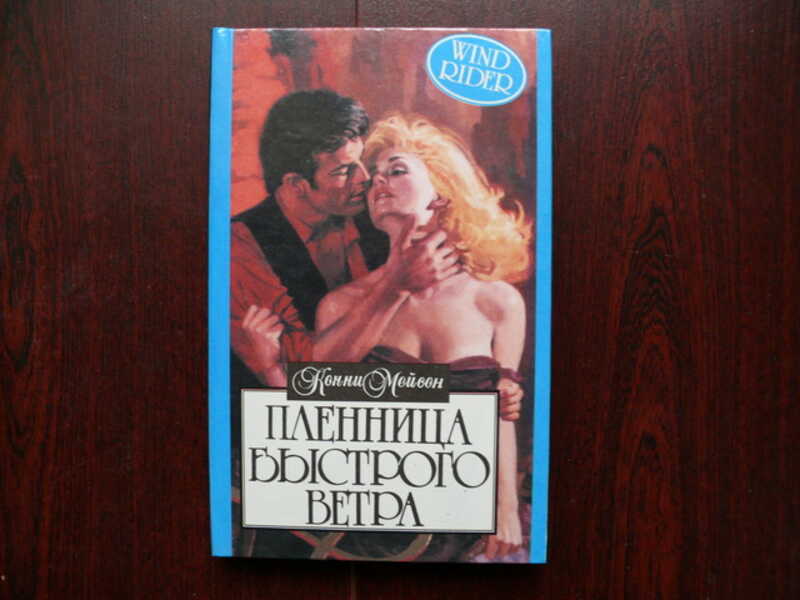 WIND
RIDER
Конни Мейсон
ПЛЕННИЦА
БЫСТРОГО
ВЕТРА